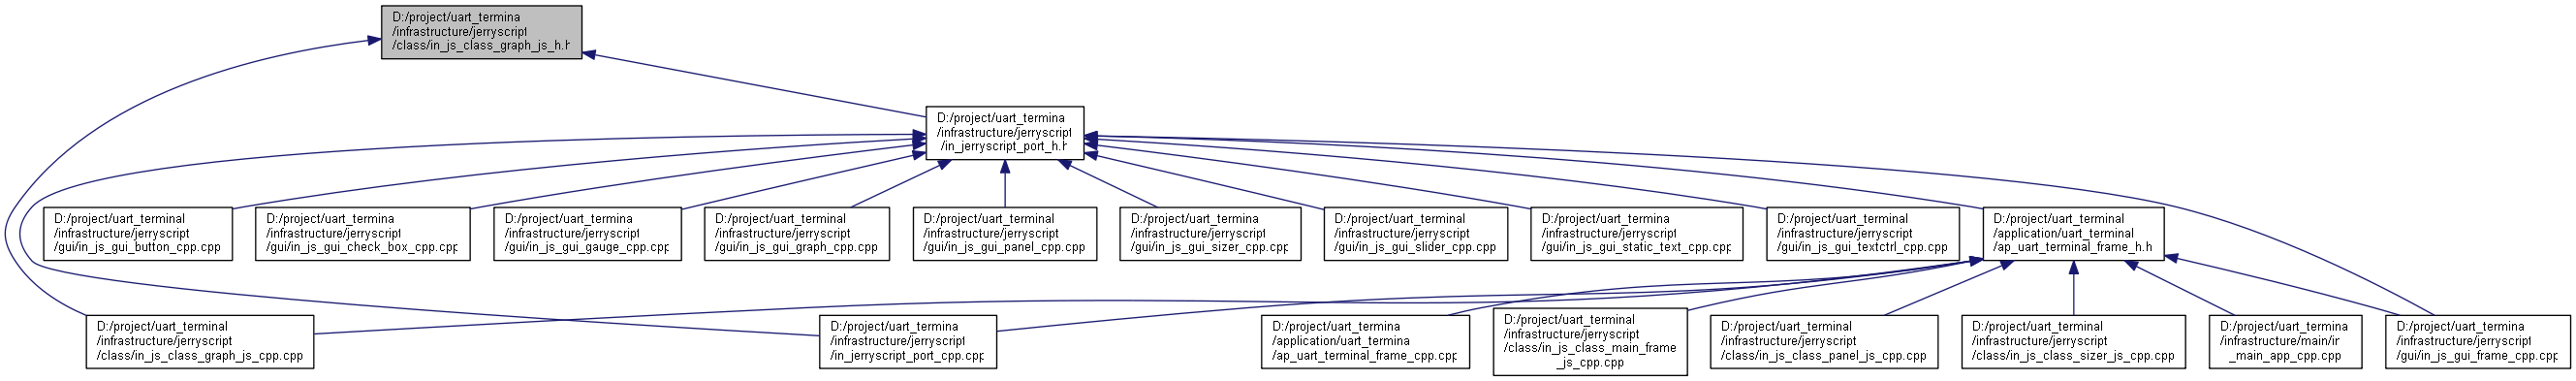 D:/project/uart_termina
/infrastructure/jerryscript
/class/in_js_class_graph_js_h.h
D:/project/uart_termina
/infrastructure/jerryscript
/in_jerryscript_port_h.h
D:/project/uart_terminal
/infrastructure/jerryscript
/gui/in_js_gui_button_cpp.cpp
D:/project/uart_termina
/infrastructure/jerryscript
/gui/in_js_gui_check_box_cpp.cpp
D:/project/uart_termina
/infrastructure/jerryscript
/gui/in_js_gui_gauge_cpp.cpp
D:/project/uart_terminal
/infrastructure/jerryscript
/gui/in_js_gui_graph_cpp.cpp
D:/project/uart_terminal
/infrastructure/jerryscript
/gui/in_js_gui_panel_cpp.cpp
D:/project/uart_termina
/infrastructure/jerryscript
/gui/in_js_gui_sizer_cpp.cpp
D:/project/uart_terminal
/infrastructure/jerryscript
/gui/in_js_gui_slider_cpp.cpp
D:/project/uart_termina
/infrastructure/jerryscript
/gui/in_js_gui_static_text_cpp.cpp
D:/project/uart_terminal
/infrastructure/jerryscript
/gui/in_js_gui_textctrl_cpp.cpp
D:/project/uart_terminal
/application/uart_terminal
/ap_uart_terminal_frame_h.h
D:/project/uart_terminal
/infrastructure/jerryscript
/class/in_js_class_graph_js_cpp.cpp
D:/project/uart_termina
/infrastructure/jerryscript
/in_jerryscript_port_cpp.cpp
D:/project/uart_termina
/application/uart_termina
/ap_uart_terminal_frame_cpp.cpp
D:/project/uart_terminal
/infrastructure/jerryscript
/class/in_js_class_main_frame
_js_cpp.cpp
D:/project/uart_terminal
/infrastructure/jerryscript
/class/in_js_class_panel_js_cpp.cpp
D:/project/uart_terminal
/infrastructure/jerryscript
/class/in_js_class_sizer_js_cpp.cpp
D:/project/uart_termina
/infrastructure/main/in
_main_app_cpp.cpp
D:/project/uart_termina
/infrastructure/jerryscript
/gui/in_js_gui_frame_cpp.cpp